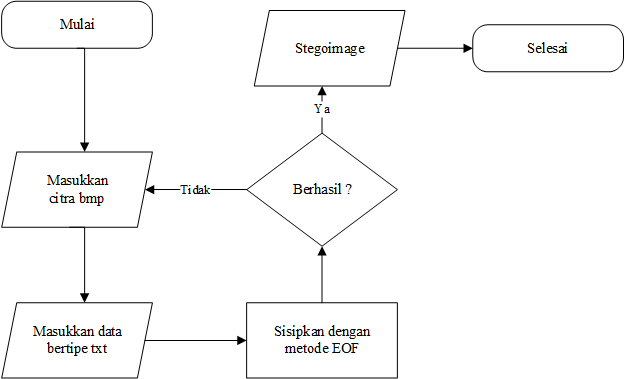 Mulai
Masukkan
citra bmp
Masukkan data
bertipe txt
Sisipkan dengan
metode EOF
Berhasil ?
Tidak
Ya
Stegoimage
Selesai